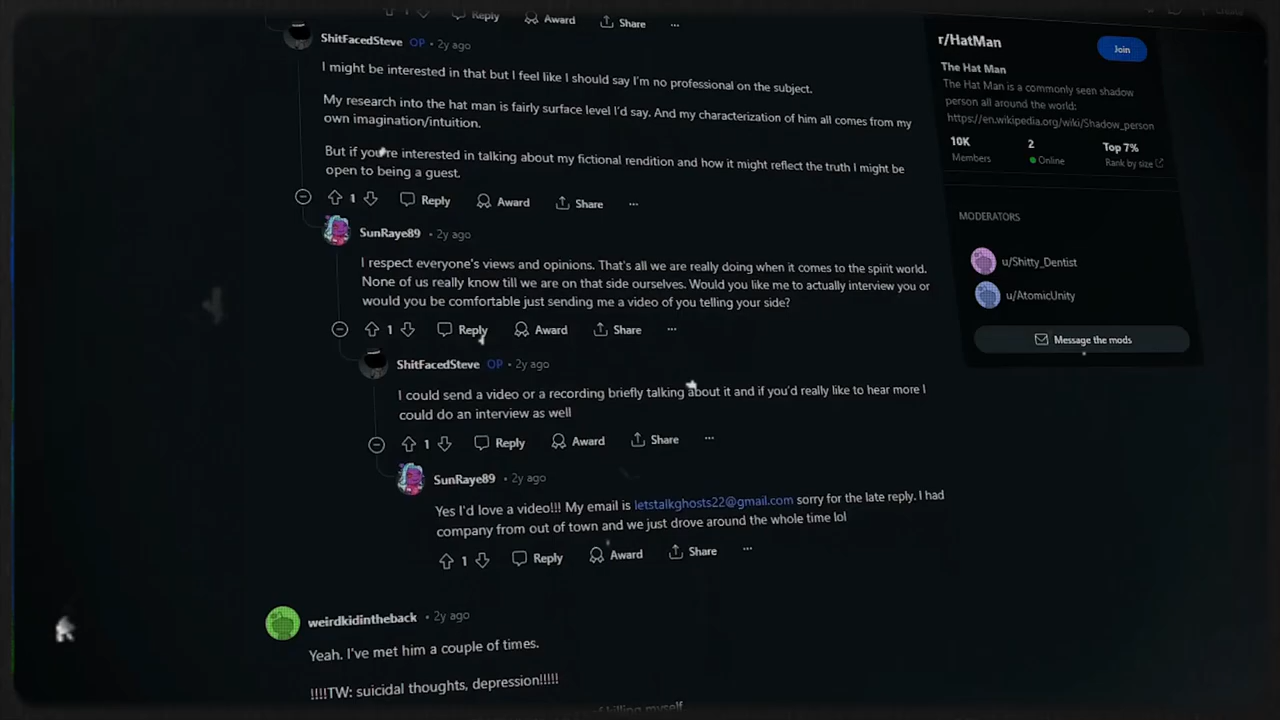 Reply Award Share ...
ShitFacedSteve OP • 2y ago
I might be interested in that but I feel like I should say I'm no professional on the subject.
My research into the hat man is fairly surface level I'd say. And my characterization of him all comes from my
own imagination/intuition.
But if you're interested in talking about my fictional rendition and how it might reflect the truth I might be
open to being a guest.
1 Reply Award Share ...
SunRaye89 • 2y ago
I respect everyone's views and opinions. That's all we are really doing when it comes to the spirit world.
None of us really know till we are on that side ourselves. Would you like me to actually interview you or
would you be comfortable just sending me a video of you telling your side?
1 Reply Award Share ...
ShitFacedSteve OP • 2y ago
I could send a video or a recording briefly talking about it and if you'd really like to hear more I
could do an interview as well
1 Reply Award Share ...
SunRaye89 • 2y ago
Yes I'd love a video!!! My email is letstalkghosts22@gmail.com sorry for the late reply. I had
company from out of town and we just drove around the whole time lol
1 Reply Award Share ...
weirdkidintheback • 2y ago
Yeah. I've met him a couple of times.
!!!!TW: suicidal thoughts, depression!!!!!
of killing myself
r/HatMan
Join
The Hat Man
The Hat Man is a commonly seen shadow
person all around the world:
https://en.wikipedia.org/wiki/Shadow_person
10K 2 Top 7%
Members Online Rank by size
MODERATORS
u/Shitty_Dentist
u/AtomicUnity
Message the mods